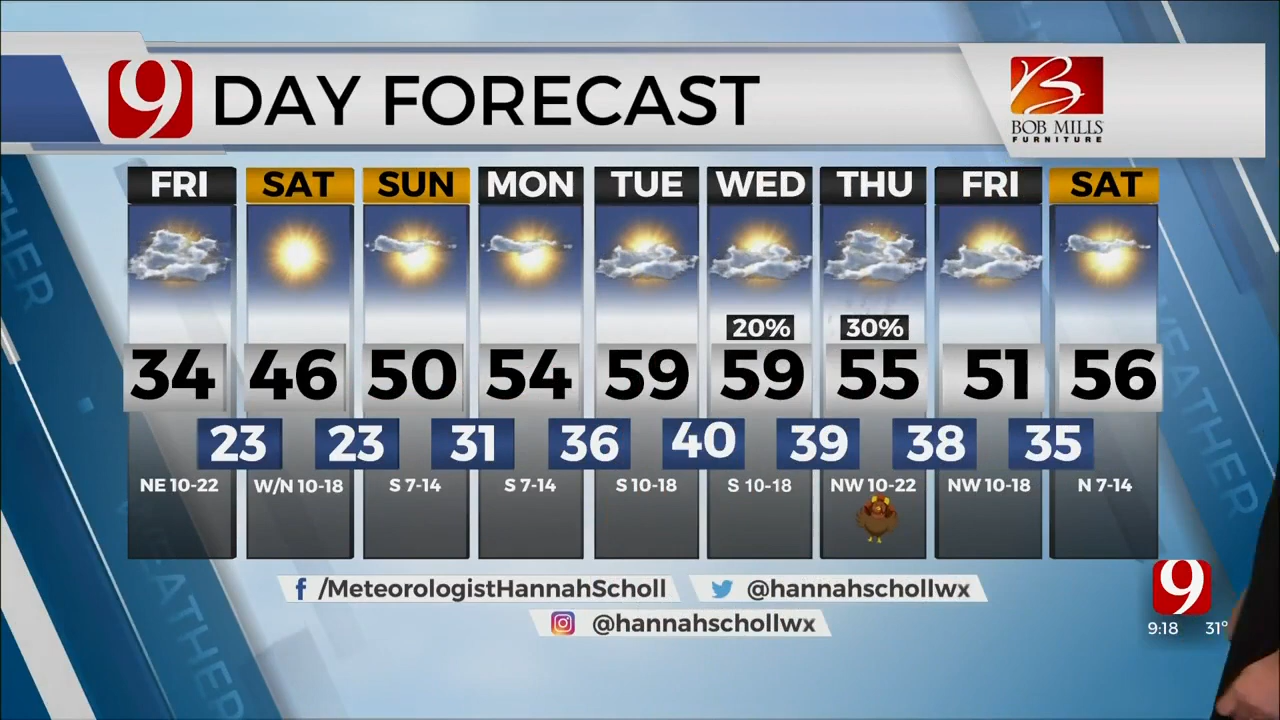 9 DAY FORECAST
BOB MILLS
FURNITURE
FRI SAT SUN MON TUE WED THU FRI SAT
20% 30%
34 46 50 54 59 59 55 51 56
23 23 31 36 40 39 38 35
NE 10-22 W/N 10-18 S 7-14 S 7-14 S 10-18 S 10-18 NW 10-22 NW 10-18 N 7-14
f /MeteorologistHannahScholl @hannahschollwx
@hannahschollwx
9
9:18 31°
WEATHER
WEATHER
WEATHER